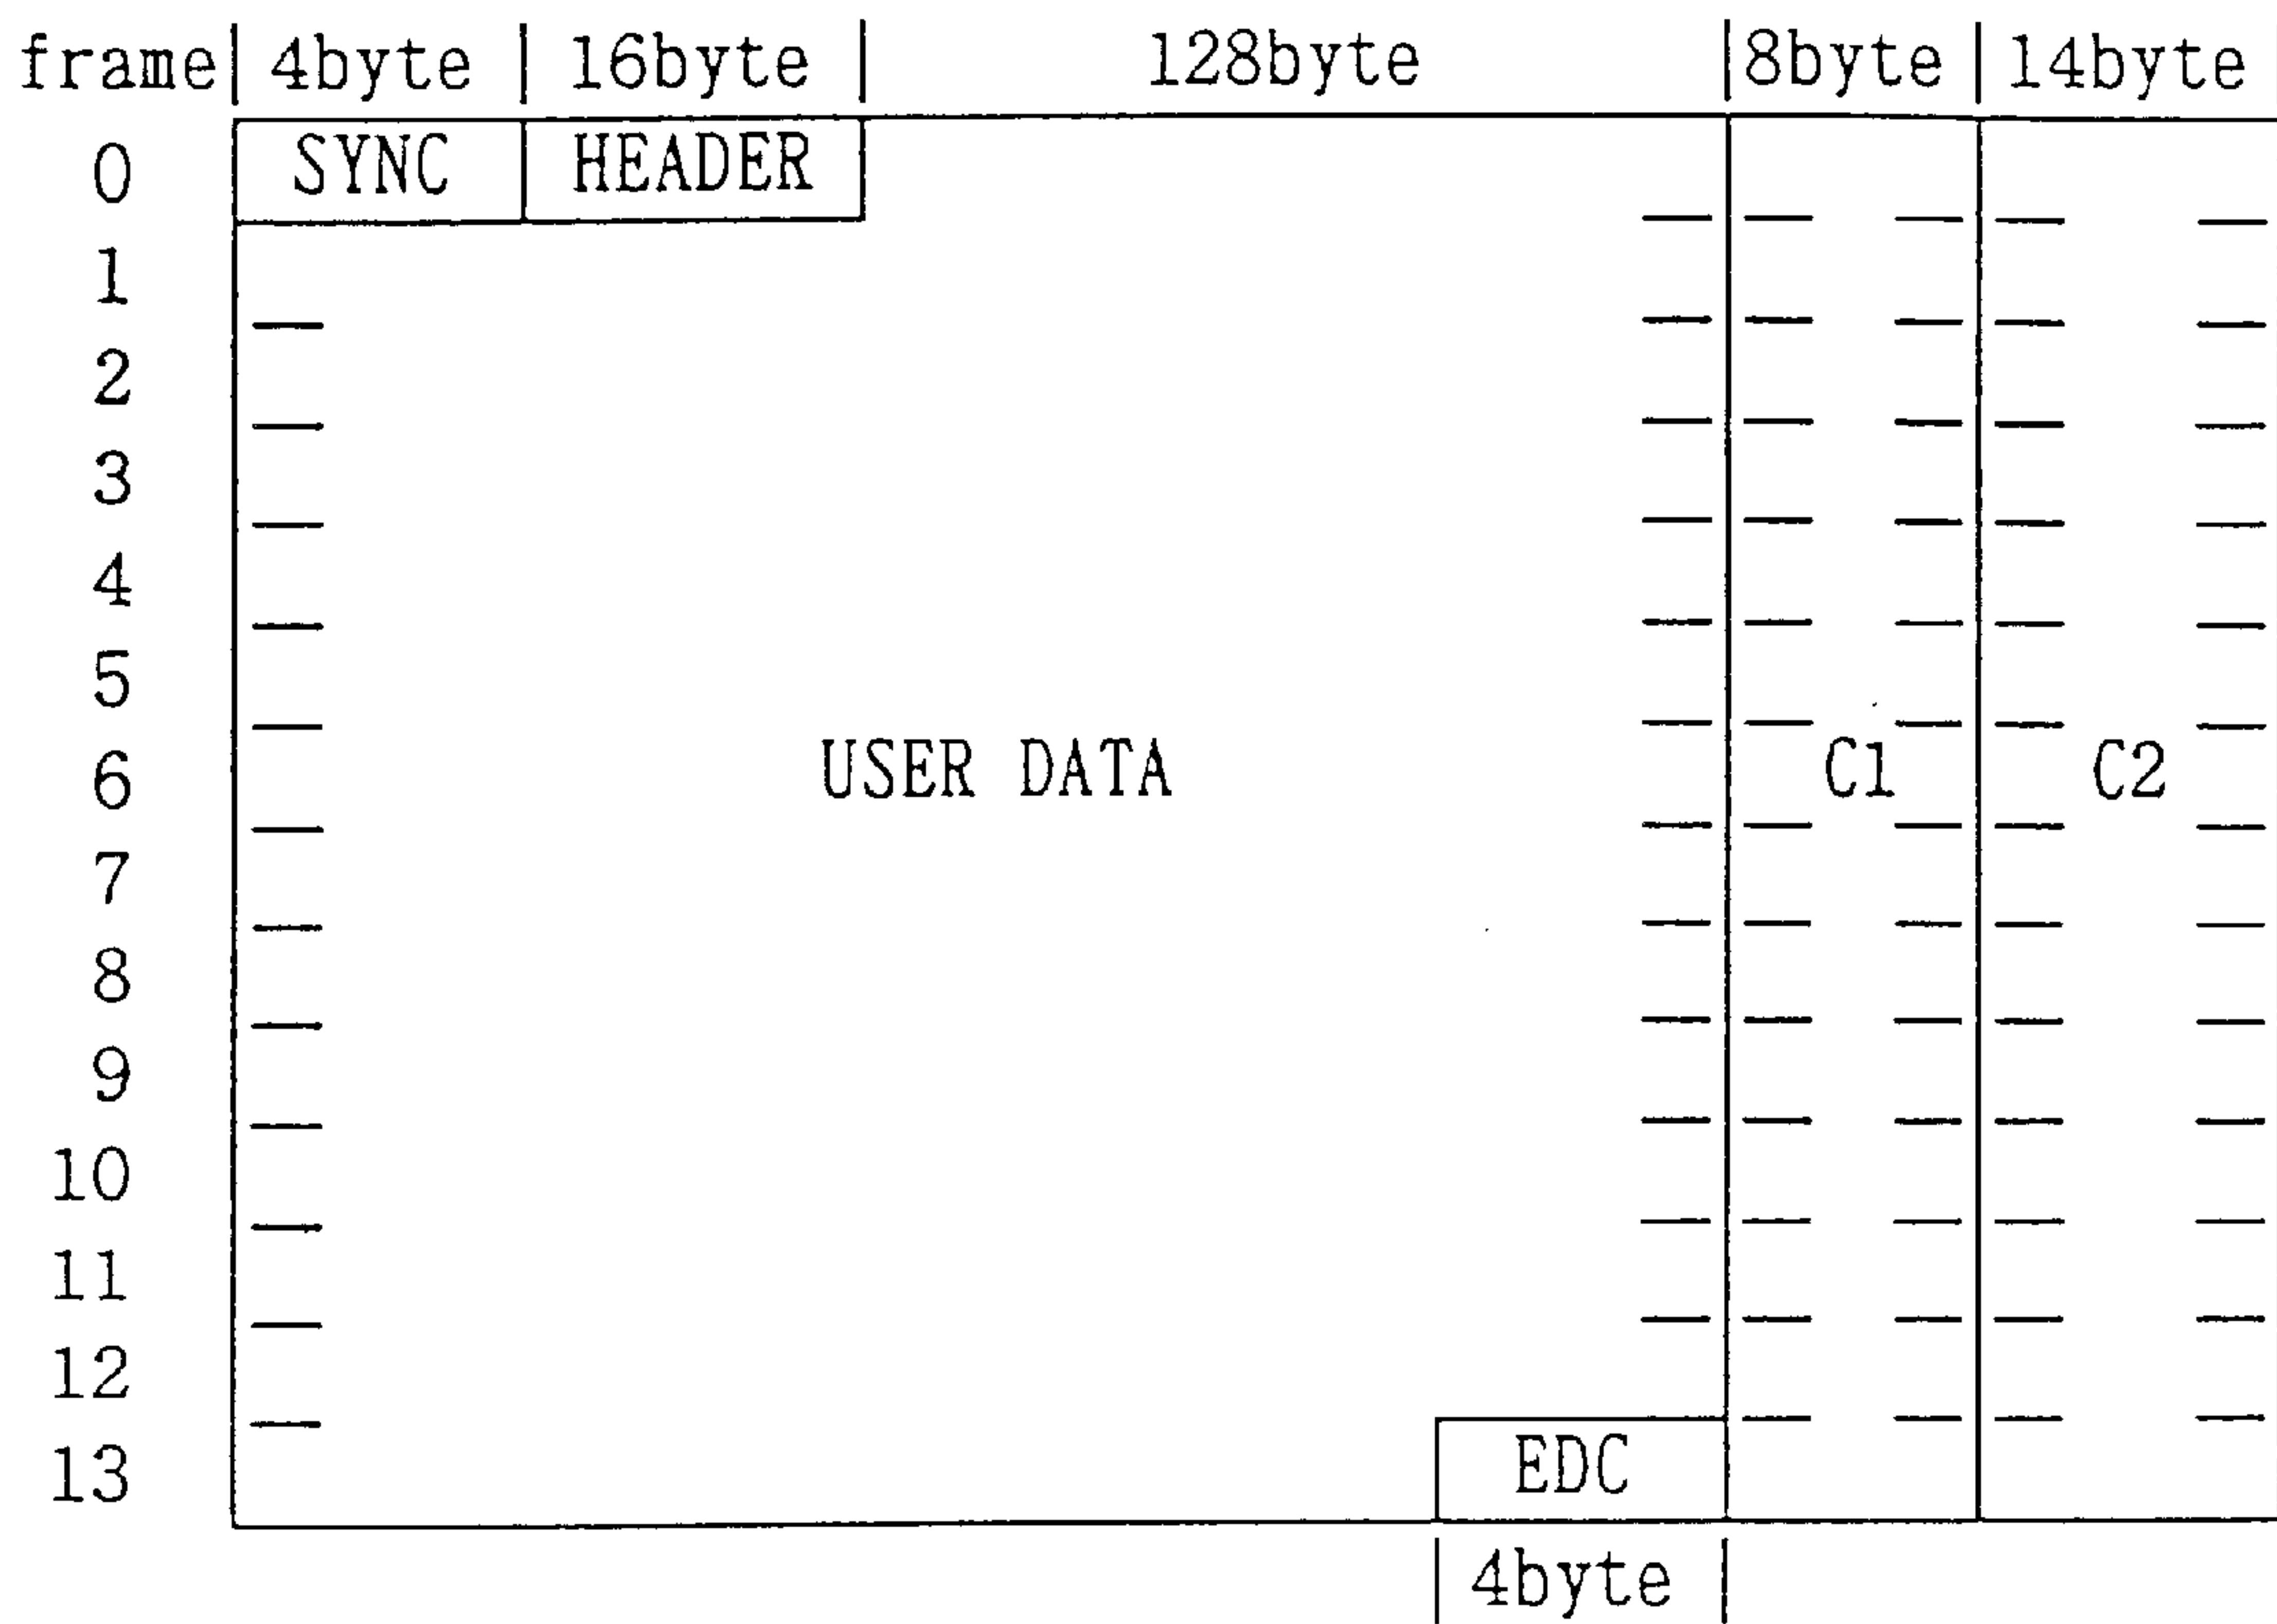 frame 4byte 16byte 128byte 8byte 14byte
0 SYNC HEADER
1
2
3
4
5
6 USER DATA C1 C2
7
8
9
10
11
12
13 EDC
4byte